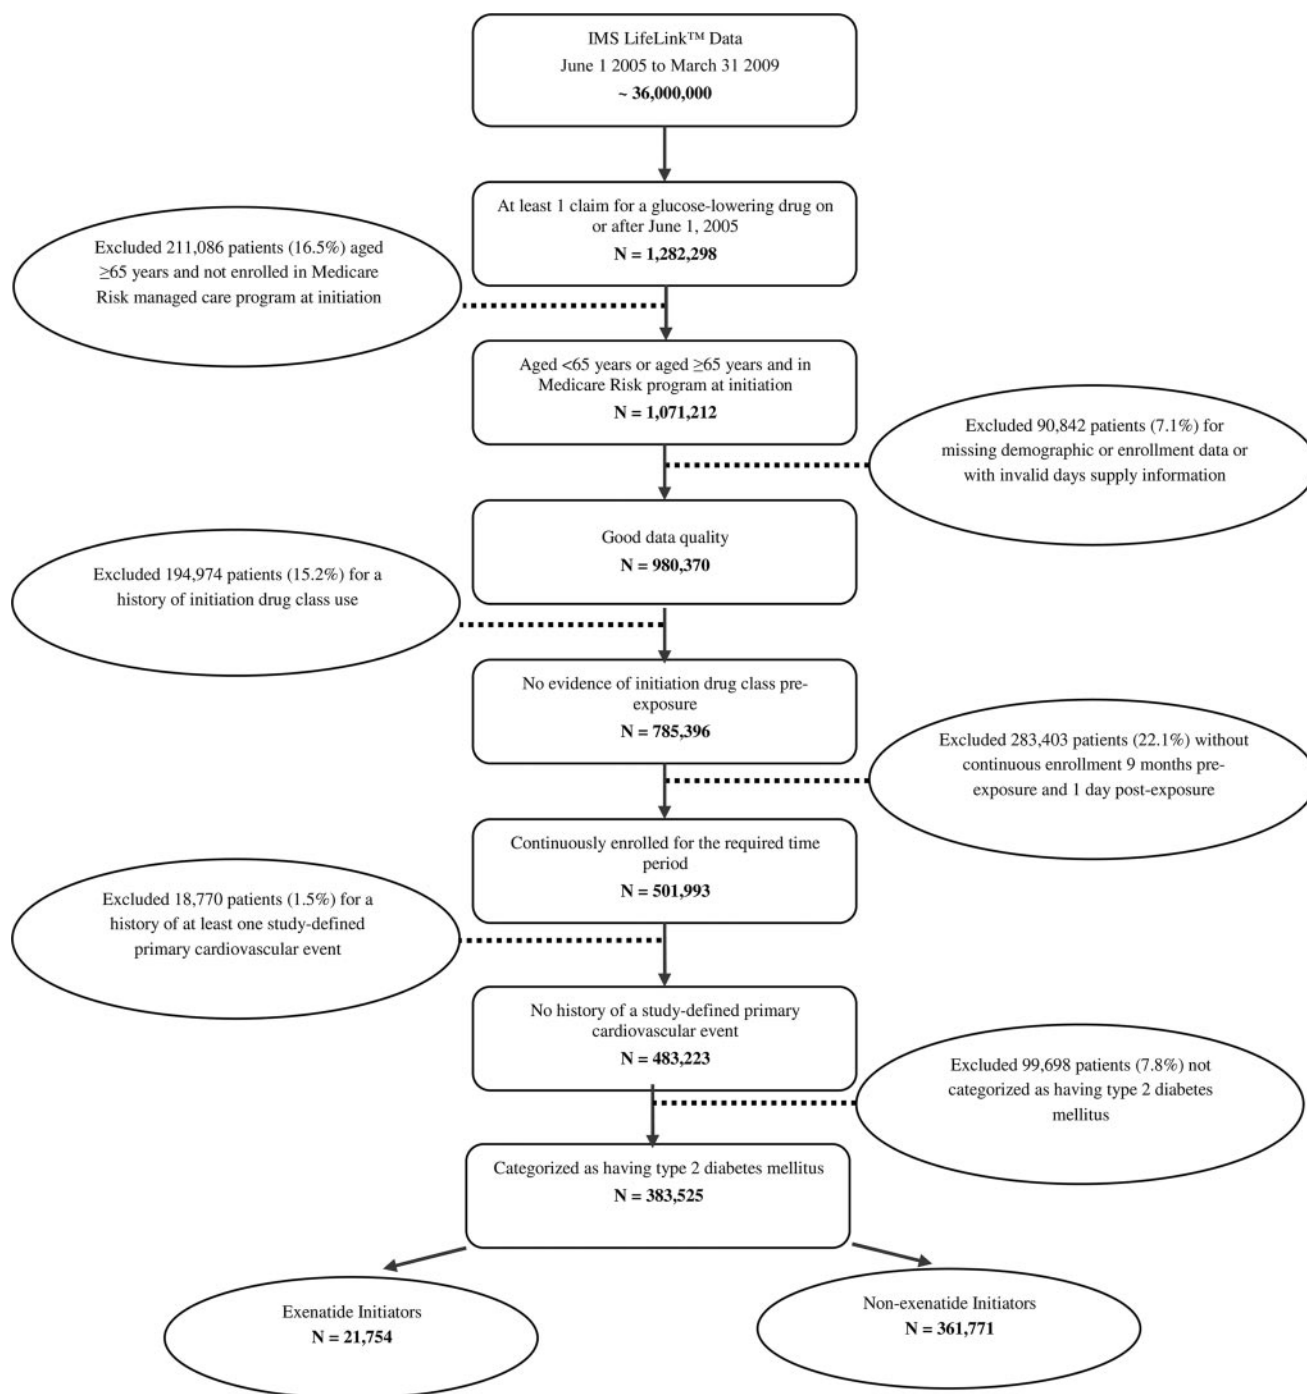 IMS LifeLink™ Data
June 1 2005 to March 31 2009
~ 36,000,000
At least 1 claim for a glucose-lowering drug on
or after June 1, 2005
N = 1,282,298
Excluded 211,086 patients (16.5%) aged
≥65 years and not enrolled in Medicare
Risk managed care program at initiation
Aged <65 years or aged ≥65 years and in
Medicare Risk program at initiation
N = 1,071,212
Excluded 90,842 patients (7.1%) for
missing demographic or enrollment data or
with invalid days supply information
Good data quality
N = 980,370
Excluded 194,974 patients (15.2%) for a
history of initiation drug class use
No evidence of initiation drug class pre-
exposure
N = 785,396
Excluded 283,403 patients (22.1%) without
continuous enrollment 9 months pre-
exposure and 1 day post-exposure
Continuously enrolled for the required time
period
N = 501,993
Excluded 18,770 patients (1.5%) for a
history of at least one study-defined
primary cardiovascular event
No history of a study-defined primary
cardiovascular event
N = 483,223
Excluded 99,698 patients (7.8%) not
categorized as having type 2 diabetes
mellitus
Categorized as having type 2 diabetes mellitus
N = 383,525
Exenatide Initiators
N = 21,754
Non-exenatide Initiators
N = 361,771